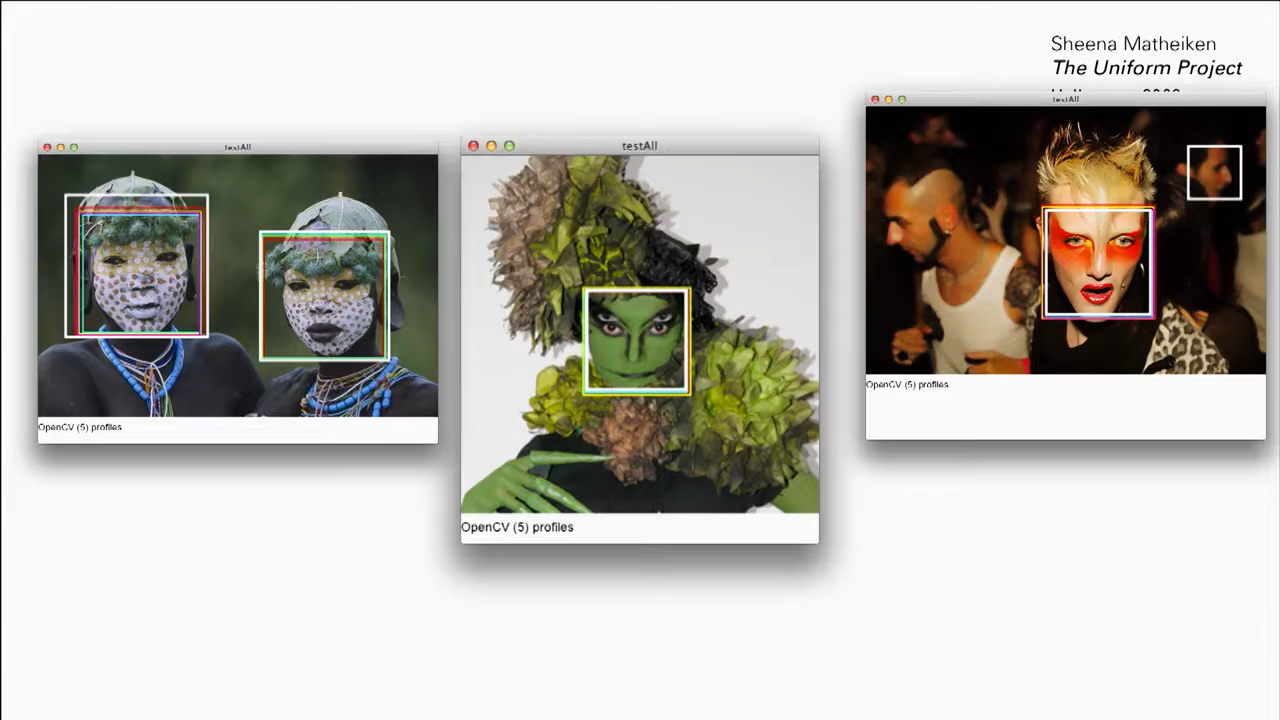 Sheena Matheiken
The Uniform Project
testAll
OpenCV (5) profiles
testAll
OpenCV (5) profiles
testAll
OpenCV (5) profiles